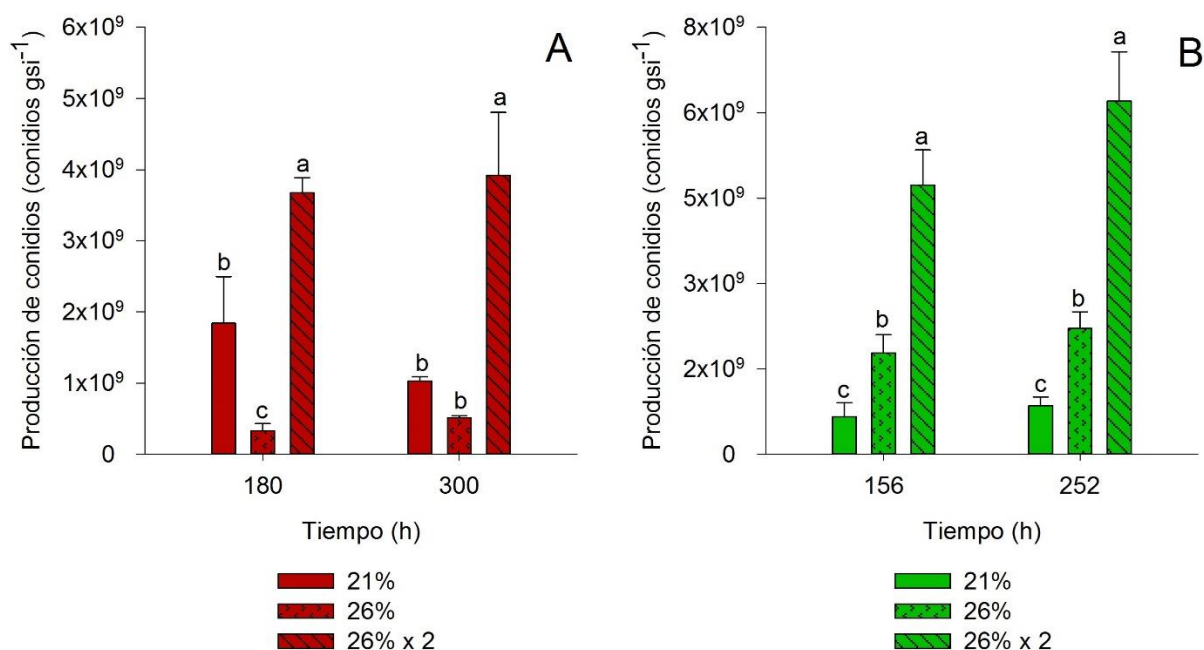 Producción de conidios (conidios gsi⁻¹)
6x10⁹
5x10⁹
4x10⁹
3x10⁹
2x10⁹
1x10⁹
0
A
b
c
a
b
b
a
180
300
Tiempo (h)
21%
26%
26% x 2
Producción de conidios (conidios gsi⁻¹)
8x10⁹
6x10⁹
5x10⁹
3x10⁹
2x10⁹
0
B
c
b
a
c
b
a
156
252
Tiempo (h)
21%
26%
26% x 2